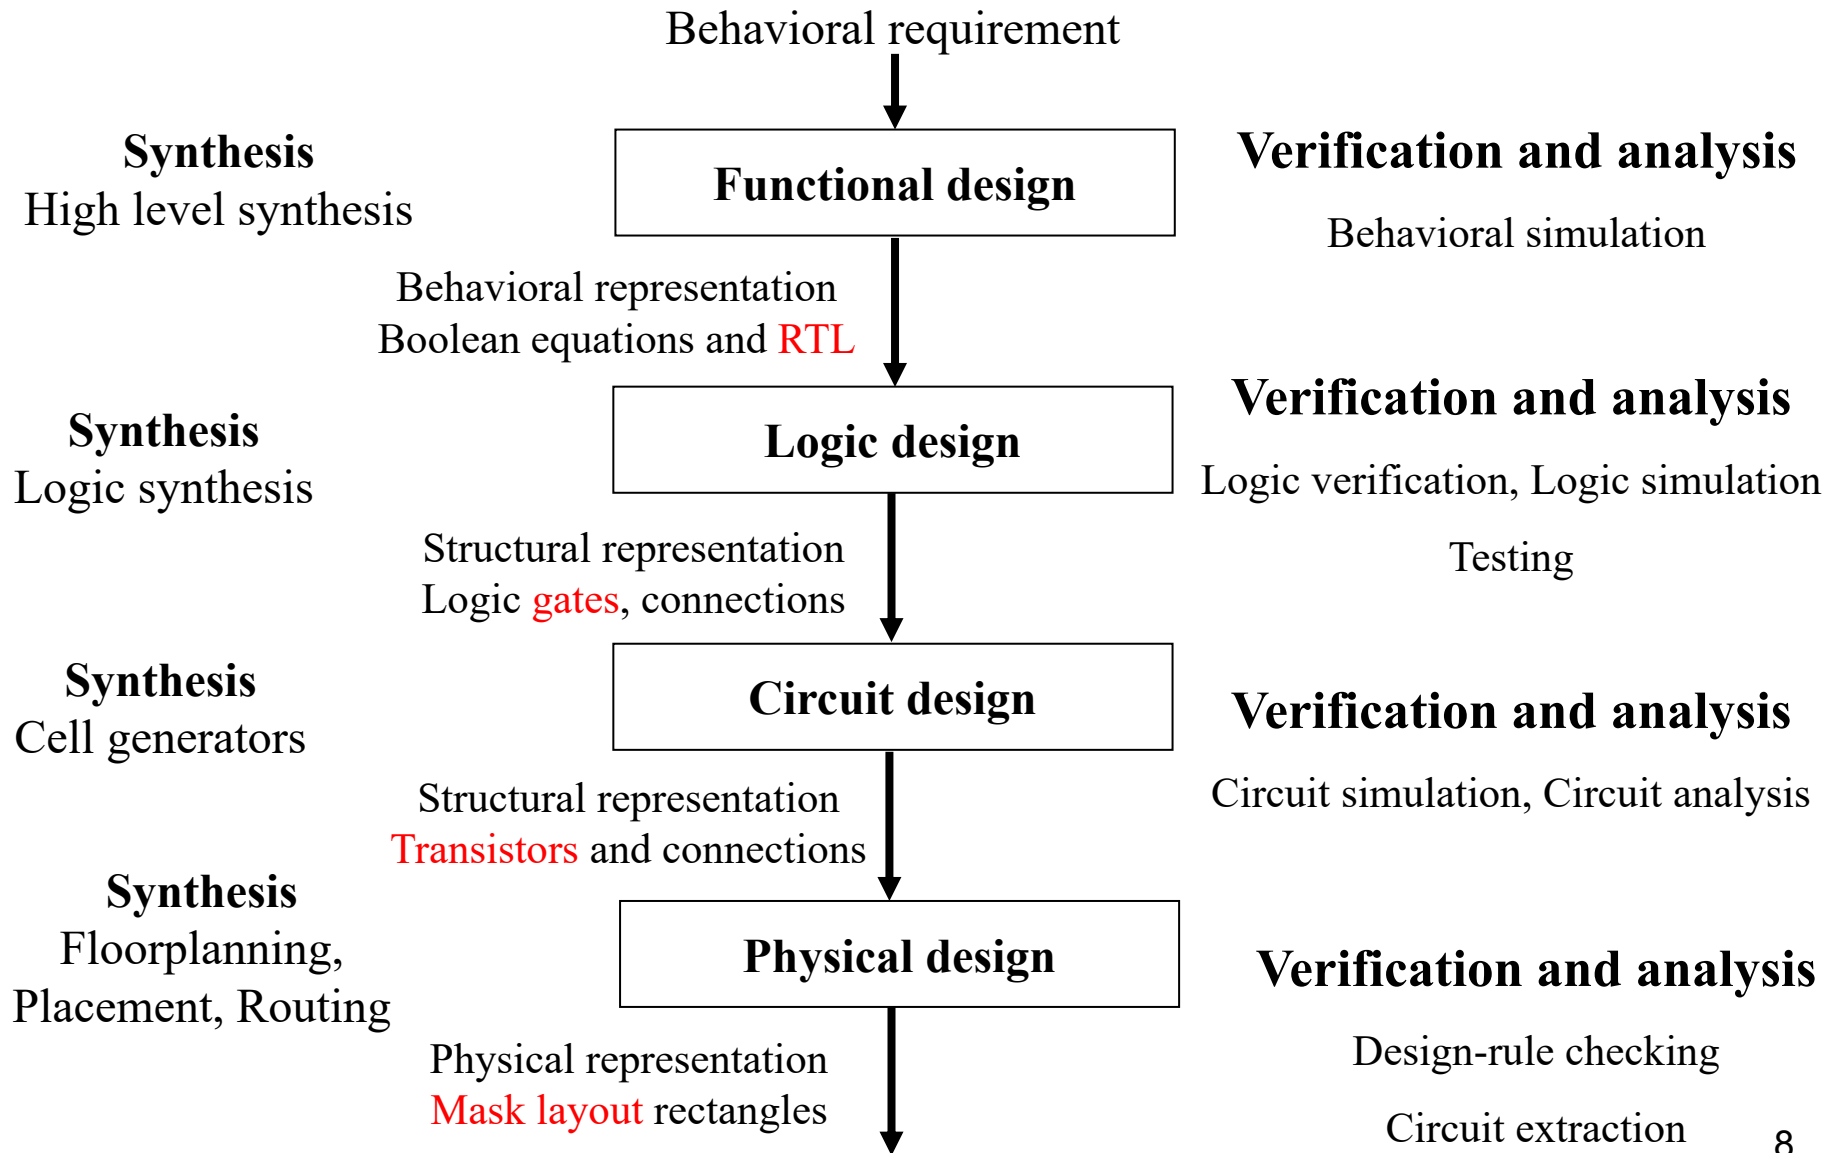 Behavioral requirement
Synthesis
High level synthesis
Functional design
Verification and analysis
Behavioral simulation
Behavioral representation
Boolean equations and RTL
Synthesis
Logic synthesis
Logic design
Verification and analysis
Logic verification, Logic simulation
Testing
Structural representation
Logic gates, connections
Synthesis
Cell generators
Circuit design
Verification and analysis
Circuit simulation, Circuit analysis
Structural representation
Transistors and connections
Synthesis
Floorplanning,
Placement, Routing
Physical design
Verification and analysis
Design-rule checking
Circuit extraction
Physical representation
Mask layout rectangles
8